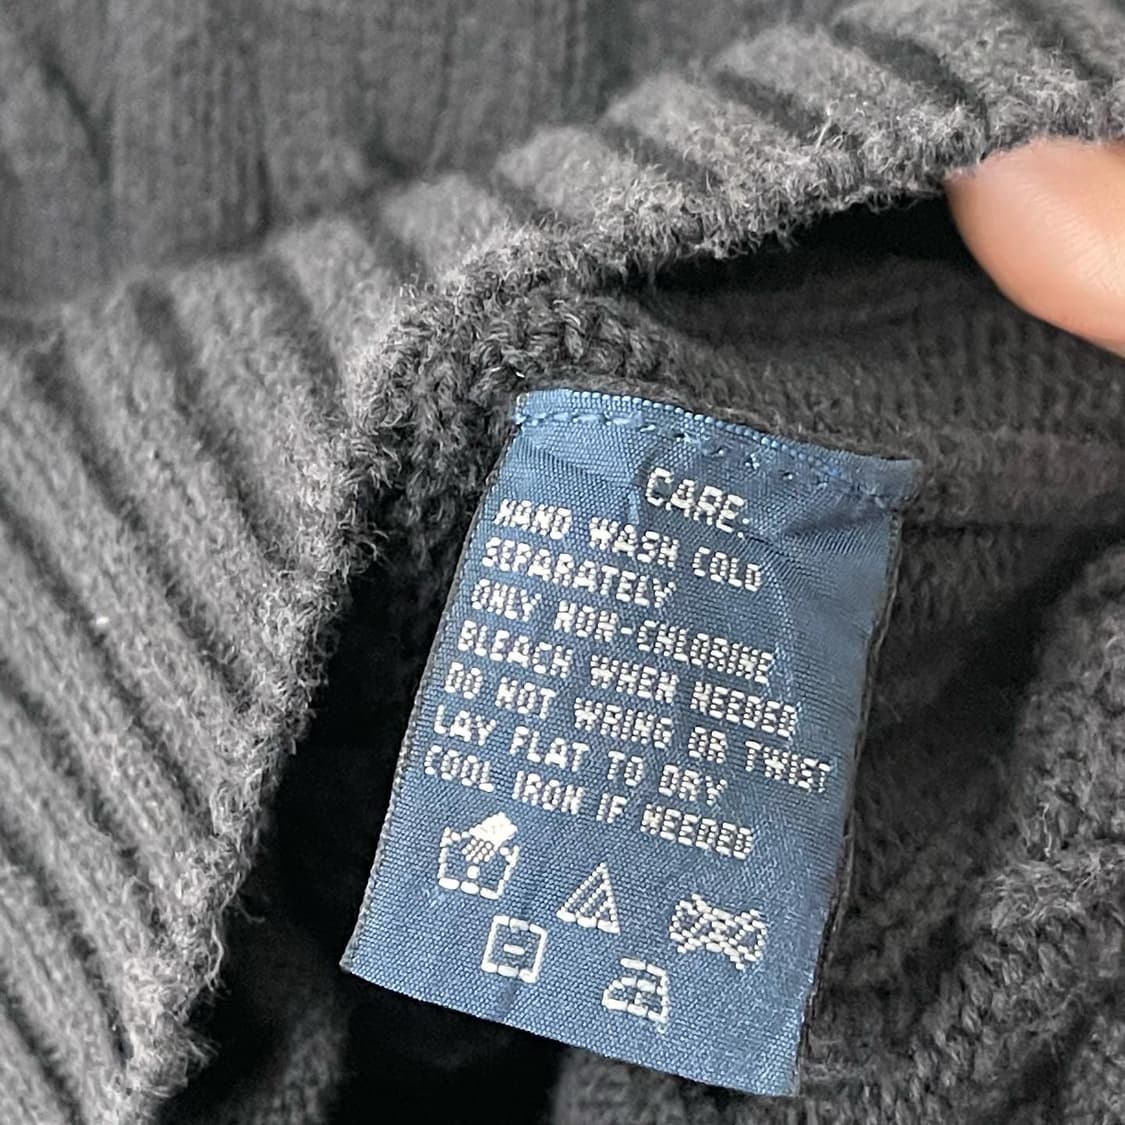 CARE:
HAND WASH COLD
SEPARATELY
ONLY NON-CHLORINE
BLEACH WHEN NEEDED
DO NOT WRING OR TWIST
LAY FLAT TO DRY
COOL IRON IF NEEDED